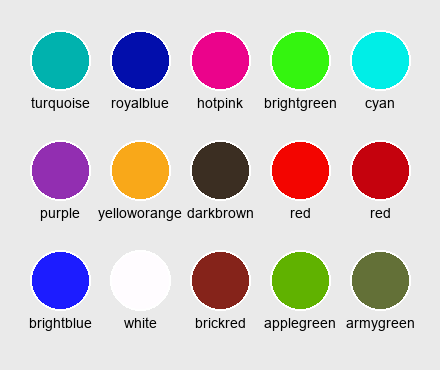 turquoise royalblue hotpink brightgreen cyan
purple yelloworange darkbrown red red
brightblue white brickred applegreen armygreen